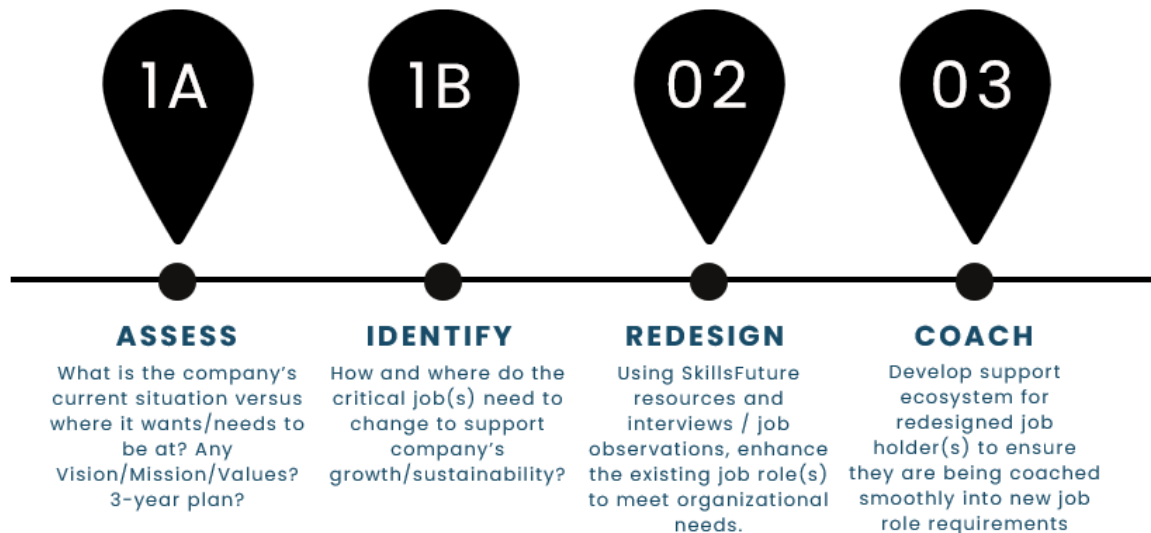 1A
1B
02
03
ASSESS
What is the company's
current situation versus
where it wants/needs to
be at? Any
Vision/Mission/Values?
3-year plan?
IDENTIFY
How and where do the
critical job(s) need to
change to support
company's
growth/sustainability?
REDESIGN
Using SkillsFuture
resources and
interviews / job
observations, enhance
the existing job role(s)
to meet organizational
needs.
COACH
Develop support
ecosystem for
redesigned job
holder(s) to ensure
they are being coached
smoothly into new job
role requirements